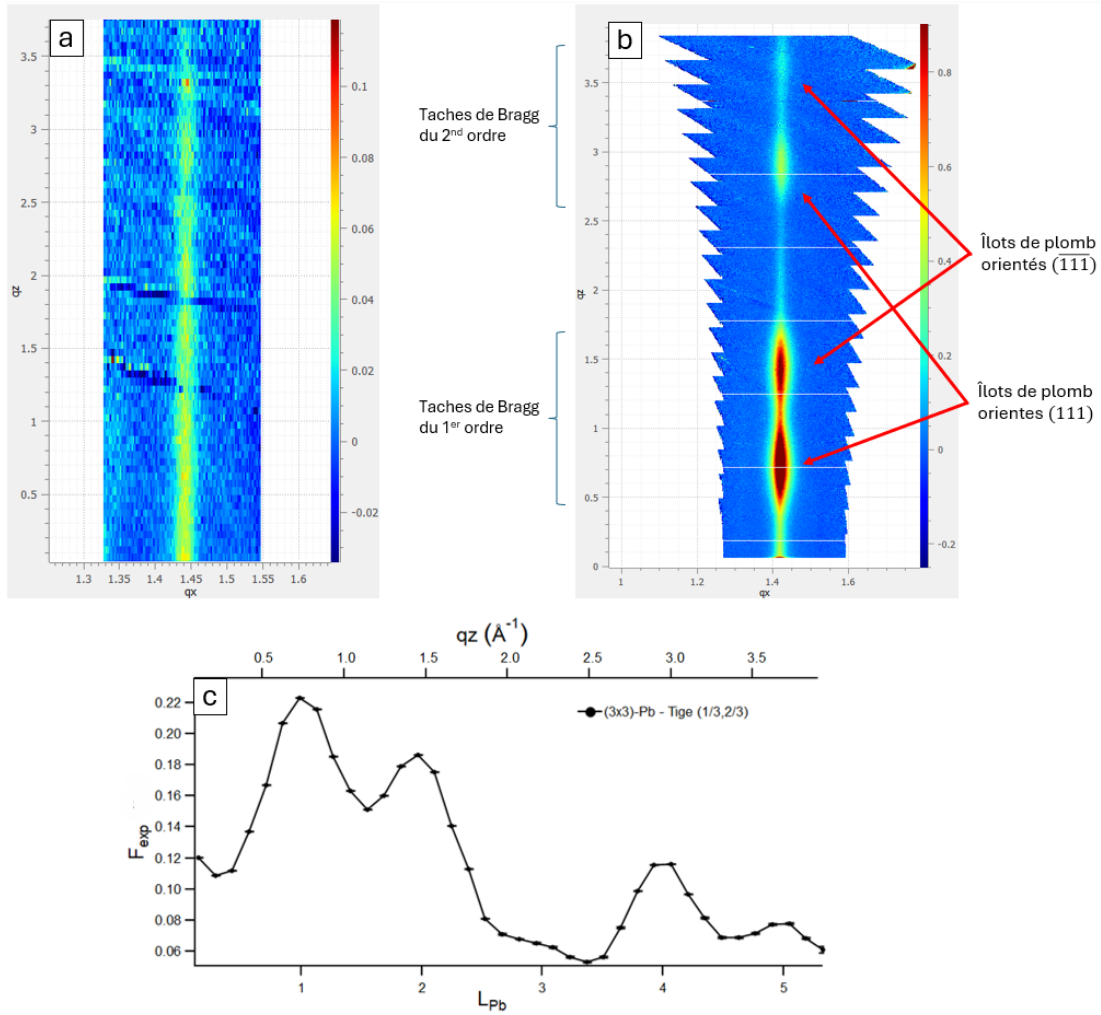 a
3.5
3
2.5
2
1.5
1
0.5
qz
1.3
1.35
1.4
1.45
1.5
1.55
1.6
qx
0.1
0.08
0.06
0.04
0.02
0
-0.02
Taches de Bragg
du 2nd ordre
Taches de Bragg
du 1er ordre
b
3.5
3
2.5
2
1.5
1
0.5
0
qz
1
1.2
1.4
1.6
qx
0.8
0.6
0.4
0.2
0
-0.2
Îlots de plomb
orientés (1̅1̅1̅)
Îlots de plomb
orientes (111)
c
qz (Å-1)
0.5 1.0 1.5 2.0 2.5 3.0 3.5
(3x3)-Pb - Tige (1/3,2/3)
0.22
0.20
0.18
0.16
0.14
0.12
0.10
0.08
0.06
Fexp
1 2 3 4 5
LPb